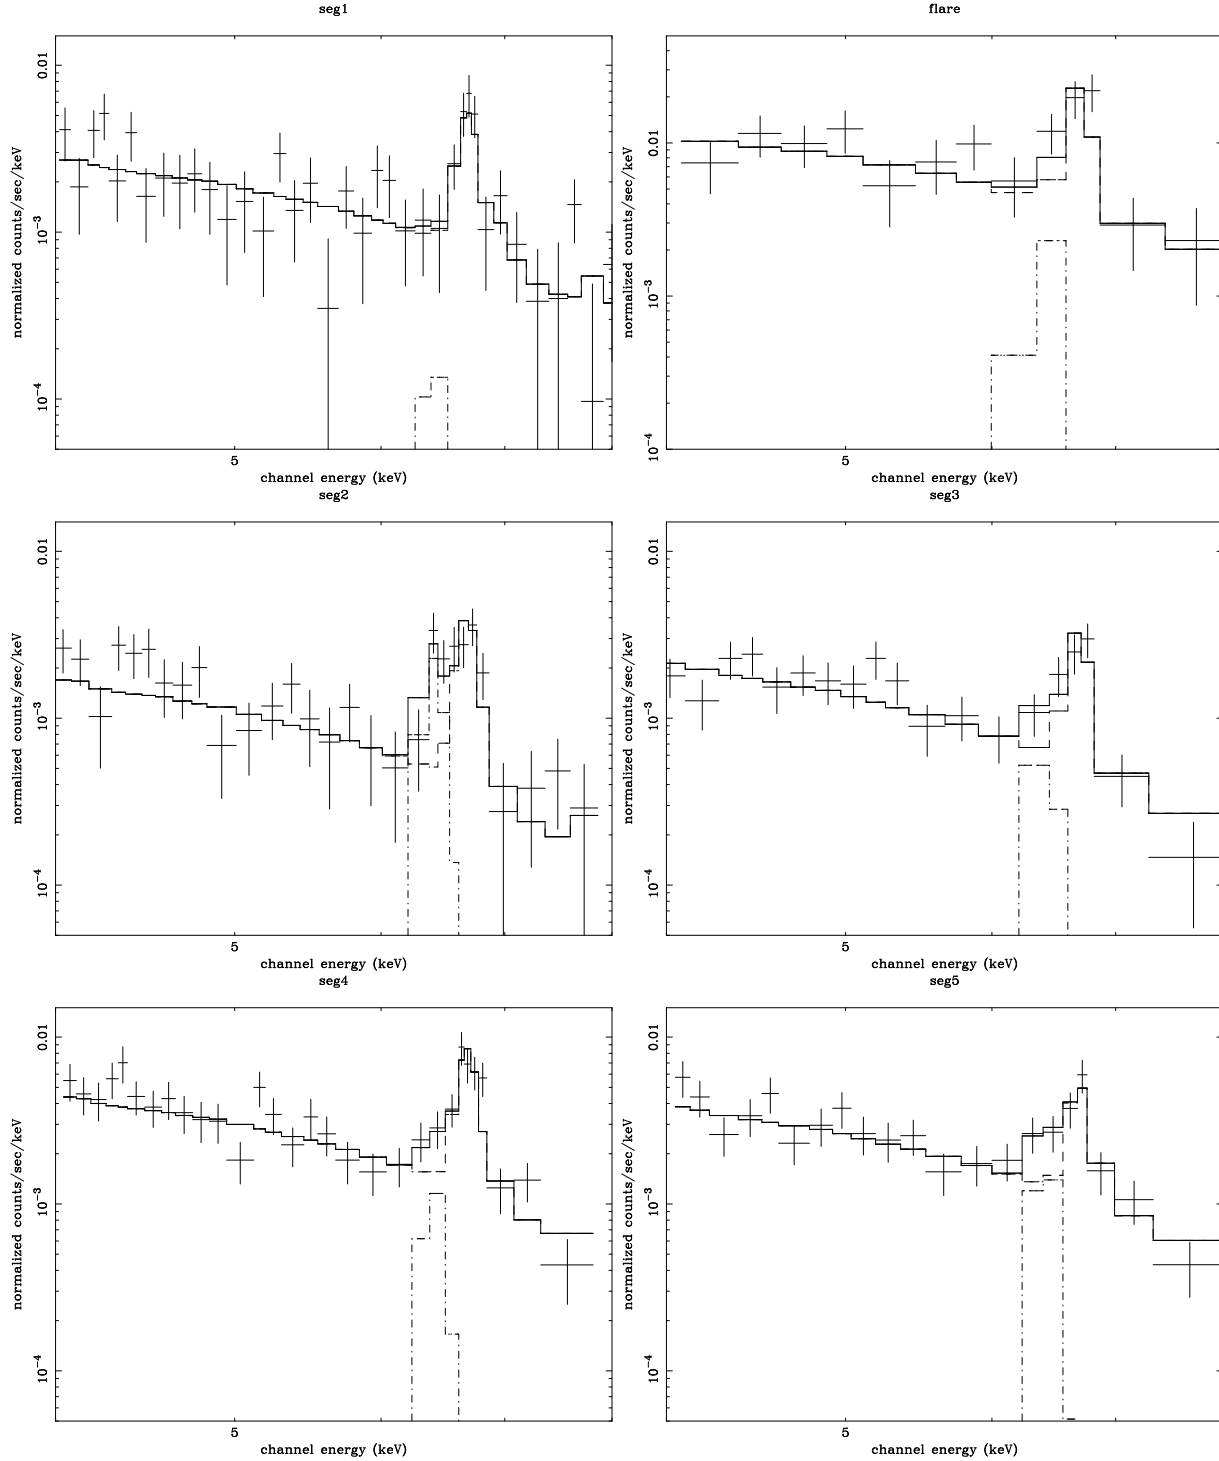 seg1
flare
normalized counts/sec/keV
0.01
10−3
10−4
5
channel energy (keV)
normalized counts/sec/keV
0.01
10−3
10−4
5
channel energy (keV)
seg2
seg3
normalized counts/sec/keV
0.01
10−3
10−4
5
channel energy (keV)
normalized counts/sec/keV
0.01
10−3
10−4
5
channel energy (keV)
seg4
seg5
normalized counts/sec/keV
0.01
10−3
10−4
5
channel energy (keV)
normalized counts/sec/keV
0.01
10−3
10−4
5
channel energy (keV)